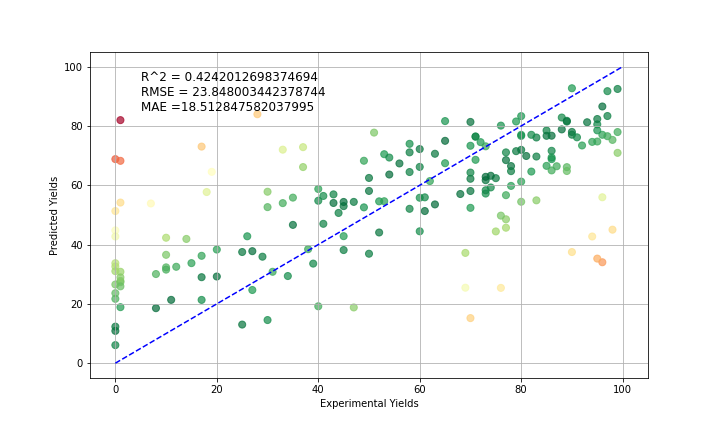 R^2 = 0.4242012698374694
RMSE = 23.848003442378744
MAE =18.512847582037995
100
80
60
40
20
0
Predicted Yields
0 20 40 60 80 100
Experimental Yields